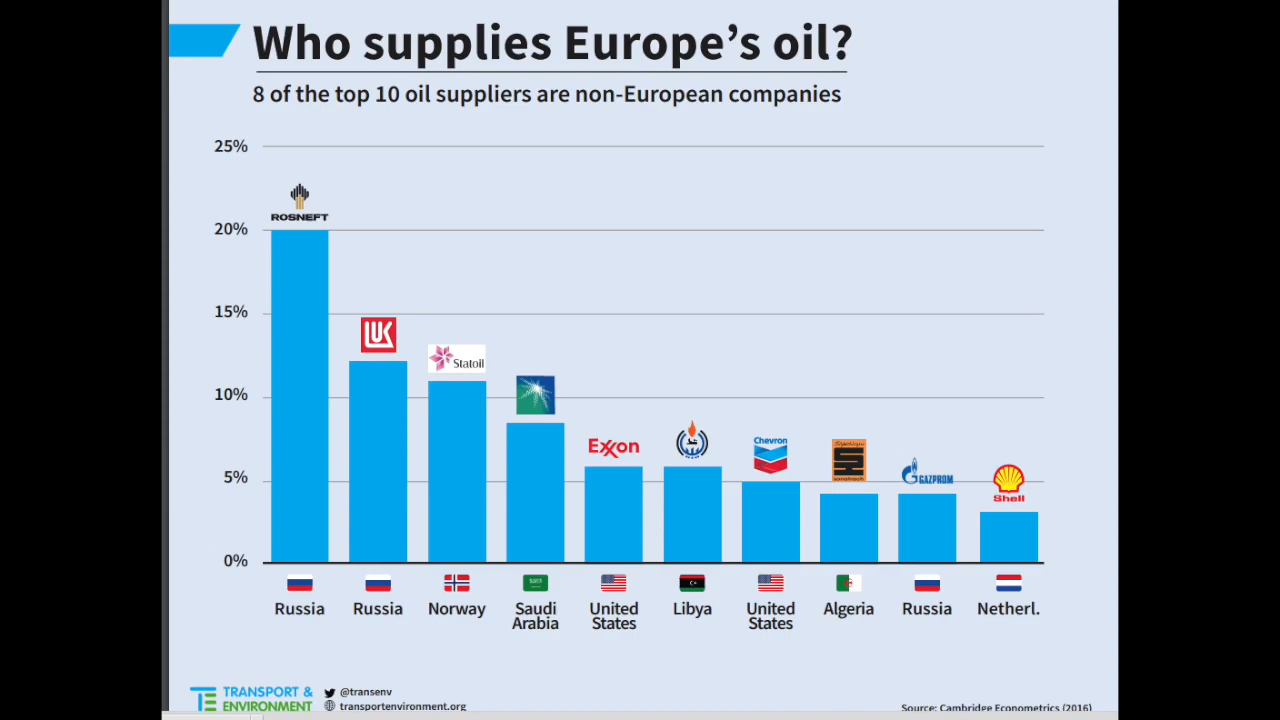 Who supplies Europe's oil?
8 of the top 10 oil suppliers are non-European companies
25%
20%
15%
10%
5%
0%
ROSNEFT
LUK
Statoil
Exxon
Chevron
sonatrach
GAZPROM
Shell
Russia
Russia
Norway
Saudi
Arabia
United
States
Libya
United
States
Algeria
Russia
Netherl.
TRANSPORT &
ENVIRONMENT
@transenv
transportenvironment.org
Source: Cambridge Econometrics (2016)